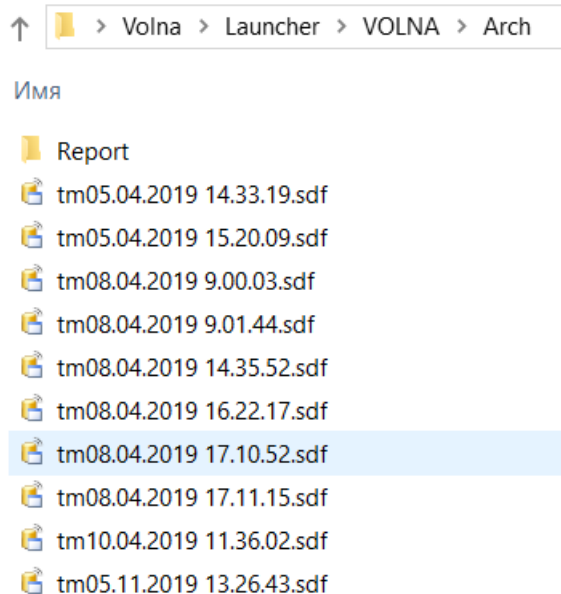 Volna > Launcher > VOLNA > Arch
Имя
Report
tm05.04.2019 14.33.19.sdf
tm05.04.2019 15.20.09.sdf
tm08.04.2019 9.00.03.sdf
tm08.04.2019 9.01.44.sdf
tm08.04.2019 14.35.52.sdf
tm08.04.2019 16.22.17.sdf
tm08.04.2019 17.10.52.sdf
tm08.04.2019 17.11.15.sdf
tm10.04.2019 11.36.02.sdf
tm05.11.2019 13.26.43.sdf